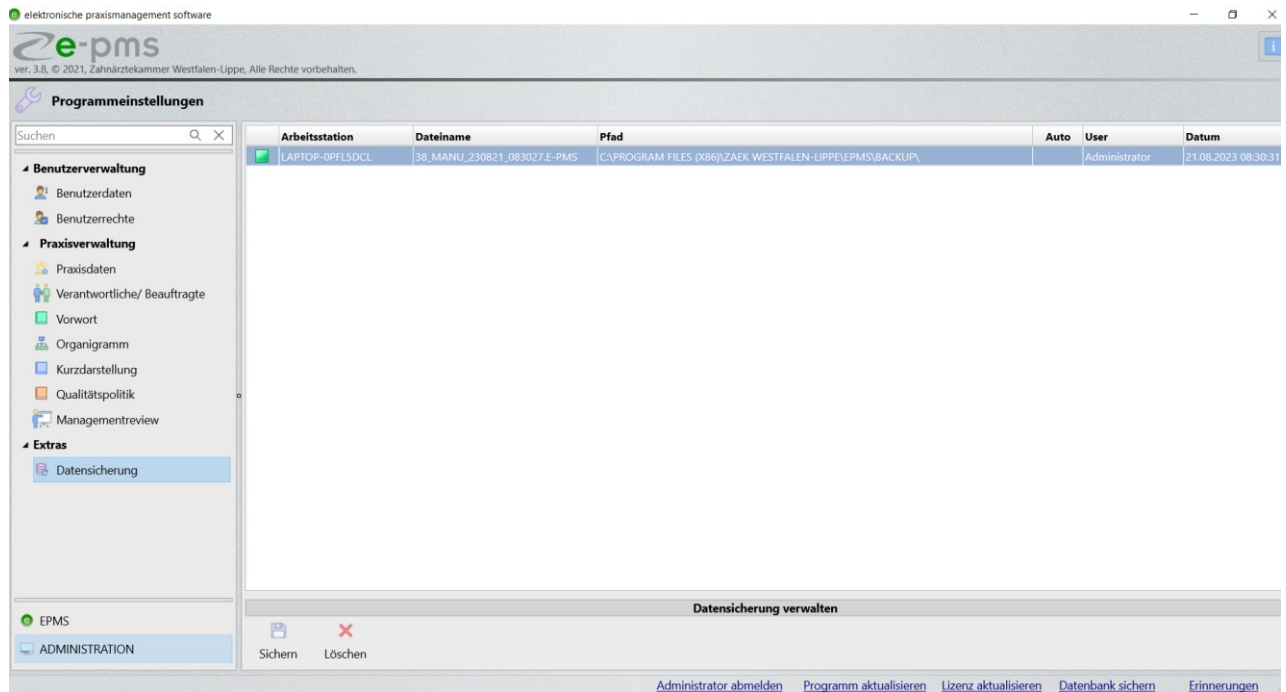 elektronische praxismanagement software
e-pms
ver. 3.8, © 2021, Zahnärztekammer Westfalen-Lippe, Alle Rechte vorbehalten.
Programmeinstellungen
Suchen
Benutzerverwaltung
Benutzerdaten
Benutzerrechte
Praxisverwaltung
Praxisdaten
Verantwortliche/ Beauftragte
Vorwort
Organigramm
Kurzdarstellung
Qualitätspolitik
Managementreview
Extras
Datensicherung
EPMS
ADMINISTRATION
Arbeitsstation Dateiname Pfad Auto User Datum
LAPTOP-0PFL5DCL 38_MANU_230821_083027.E-PMS C:\PROGRAM FILES (X86)\ZAEK WESTFALEN-LIPPE\EPMS\BACKUP\ Administrator 21.08.2023 08:30:31
Datensicherung verwalten
Sichern Löschen
Administrator abmelden Programm aktualisieren Lizenz aktualisieren Datenbank sichern Erinnerungen